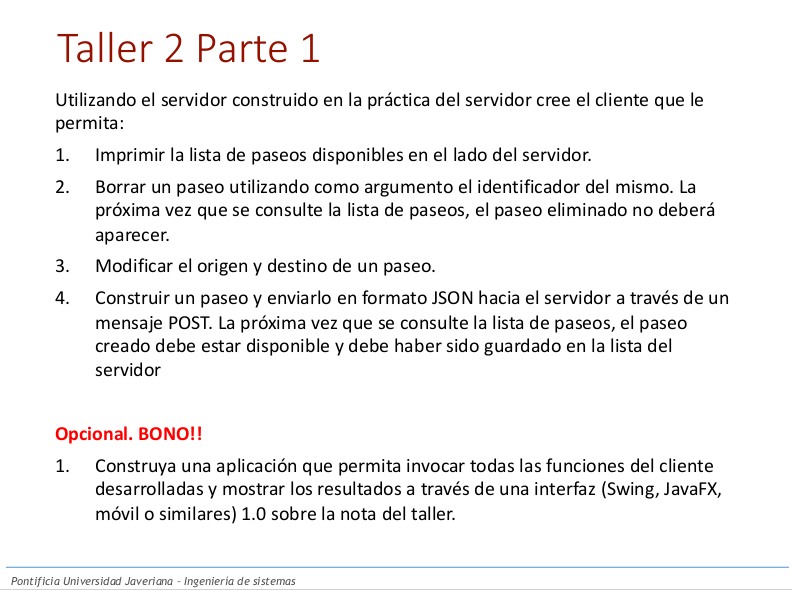 Taller 2 Parte 1
Utilizando el servidor construido en la práctica del servidor cree el cliente que le
permita:
1. Imprimir la lista de paseos disponibles en el lado del servidor.
2. Borrar un paseo utilizando como argumento el identificador del mismo. La
próxima vez que se consulte la lista de paseos, el paseo eliminado no deberá
aparecer.
3. Modificar el origen y destino de un paseo.
4. Construir un paseo y enviarlo en formato JSON hacia el servidor a través de un
mensaje POST. La próxima vez que se consulte la lista de paseos, el paseo
creado debe estar disponible y debe haber sido guardado en la lista del
servidor
Opcional. BONO!!
1. Construya una aplicación que permita invocar todas las funciones del cliente
desarrolladas y mostrar los resultados a través de una interfaz (Swing, JavaFX,
móvil o similares) 1.0 sobre la nota del taller.
Pontificia Universidad Javeriana - Ingeniería de sistemas